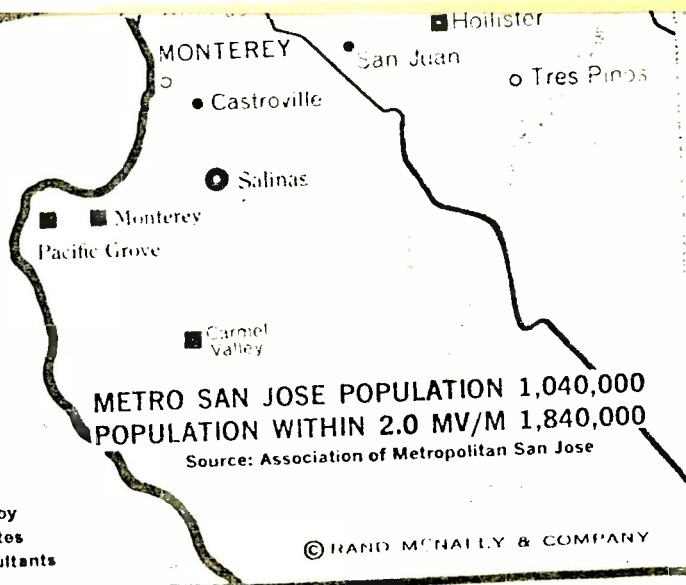 Hollister
MONTEREY
San Juan
Tres Pinos
Castroville
Salinas
Monterey
Pacific Grove
Carmel
Valley
METRO SAN JOSE POPULATION 1,040,000
POPULATION WITHIN 2.0 MV/M 1,840,000
Source: Association of Metropolitan San Jose
by
tes
ultants
© RAND MCNALLY & COMPANY